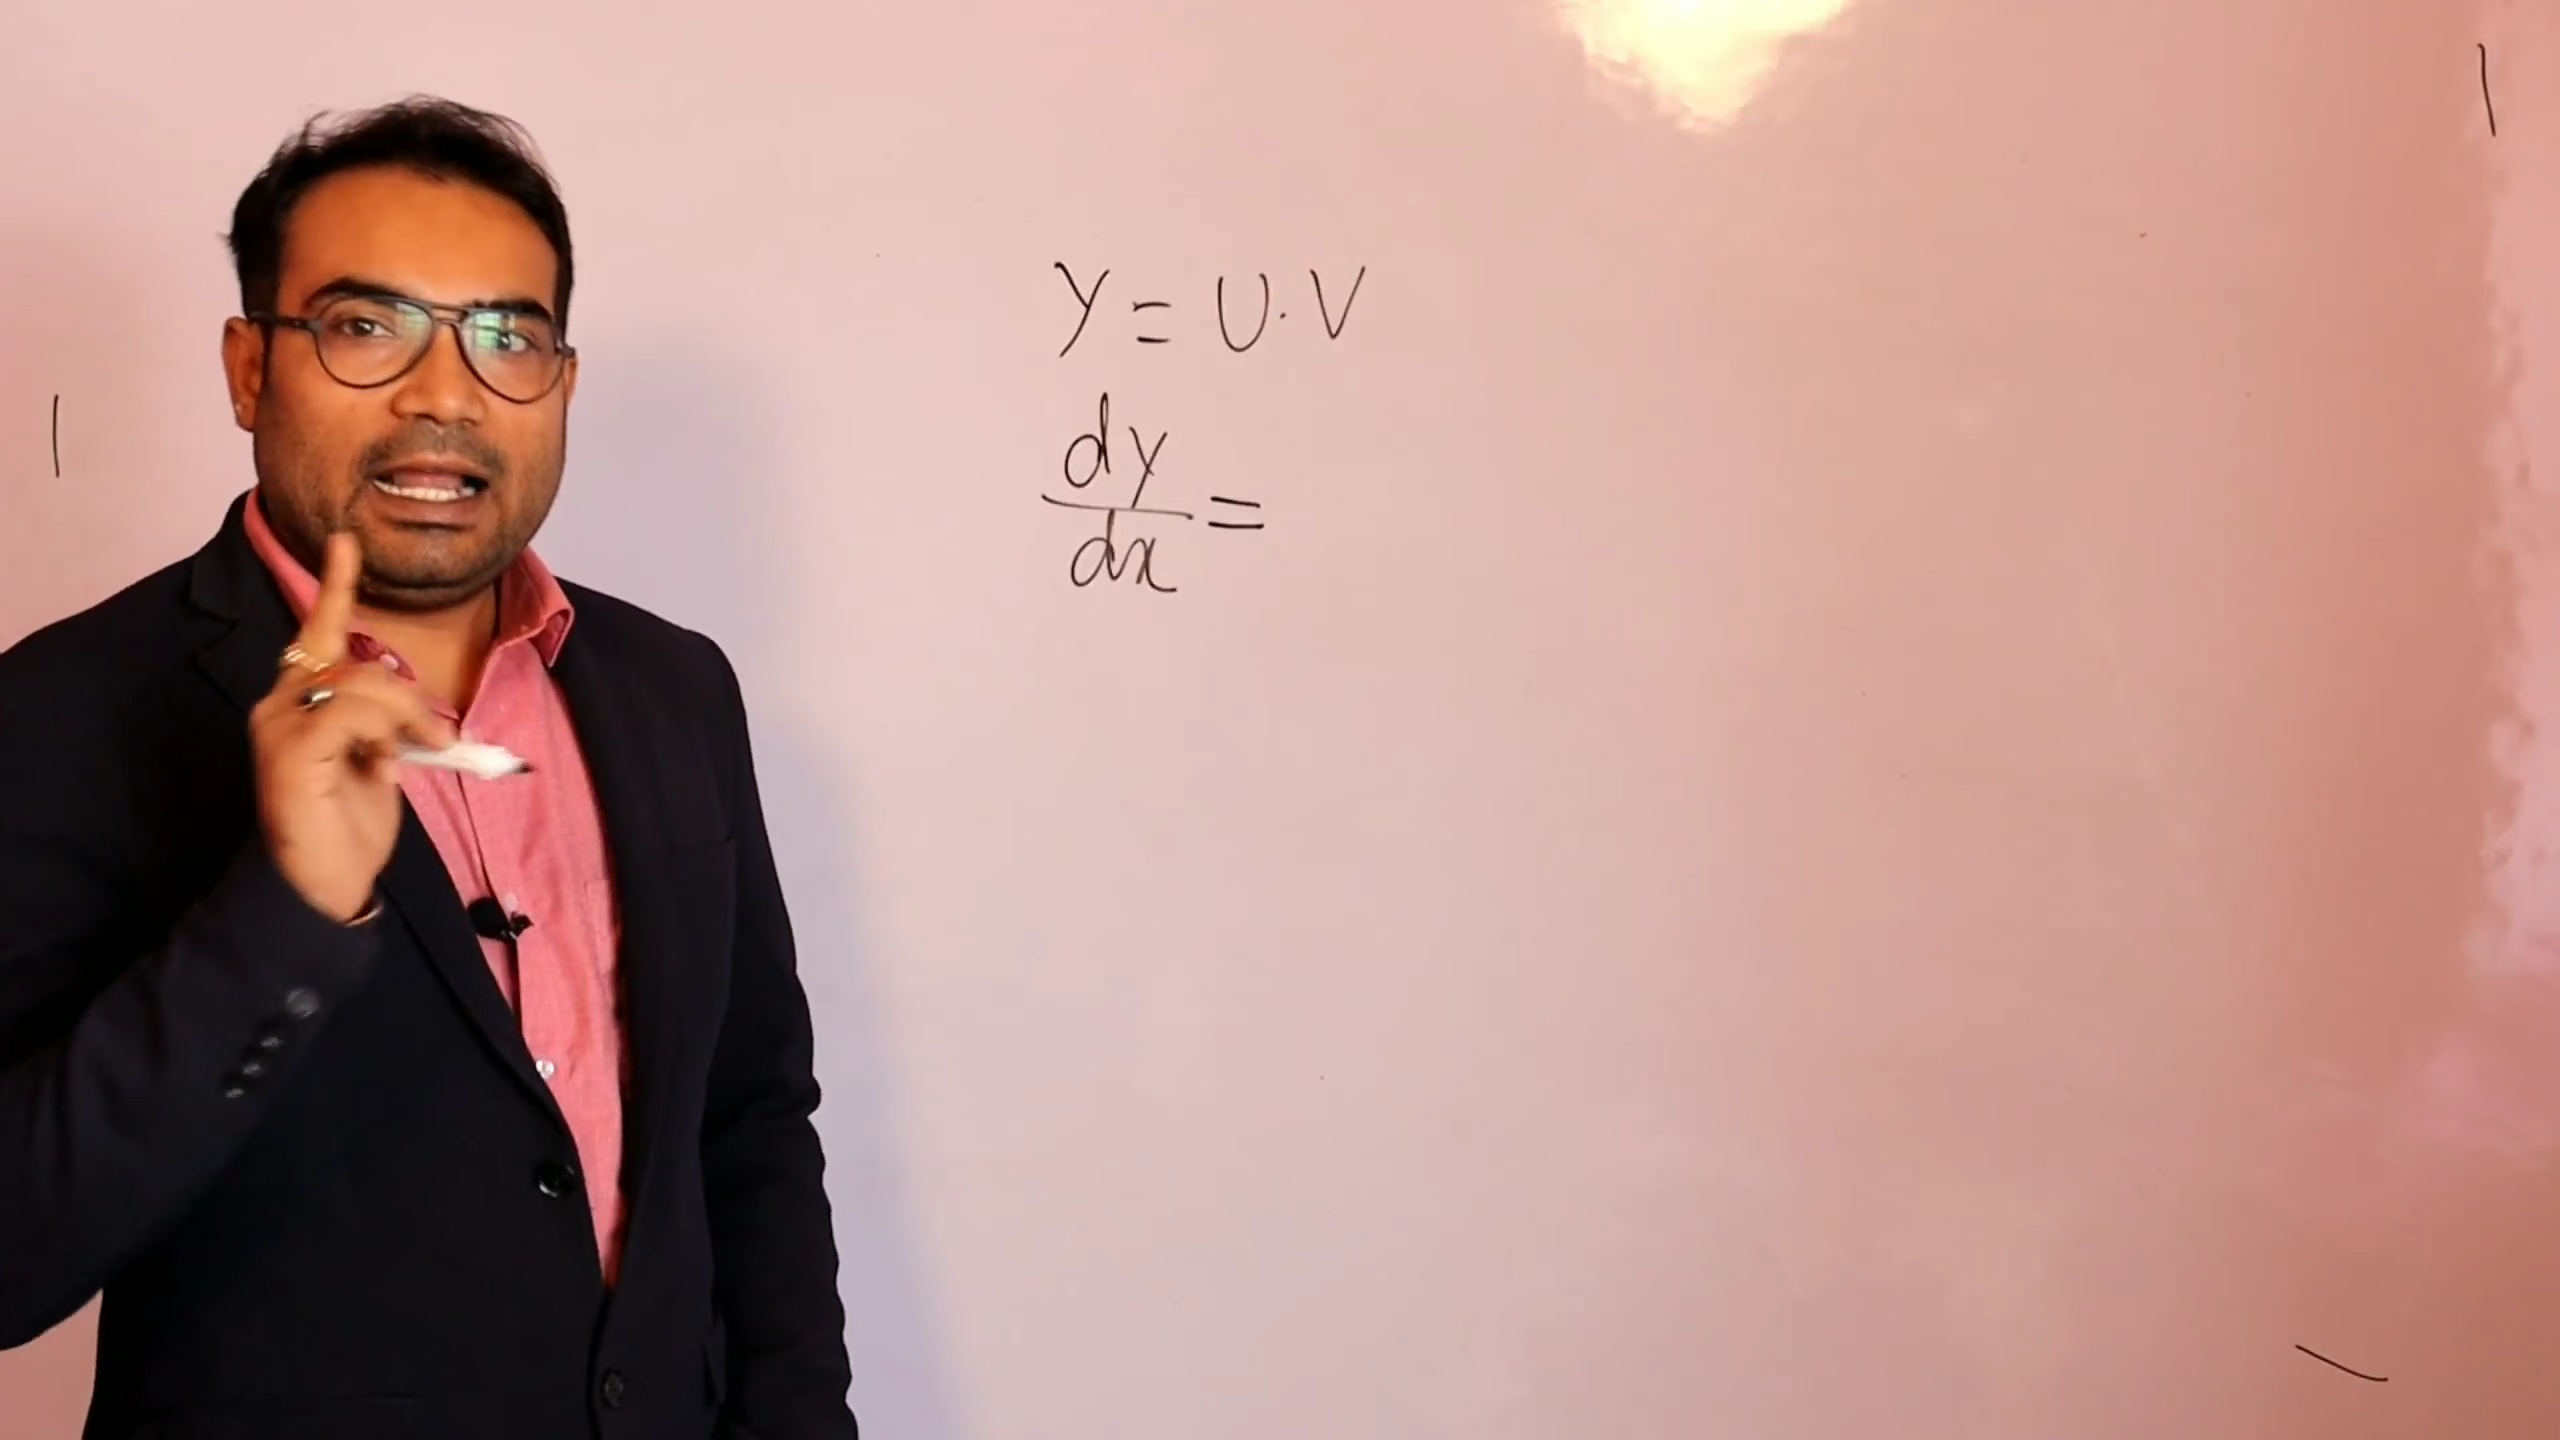 y = U.V
dy/dx =